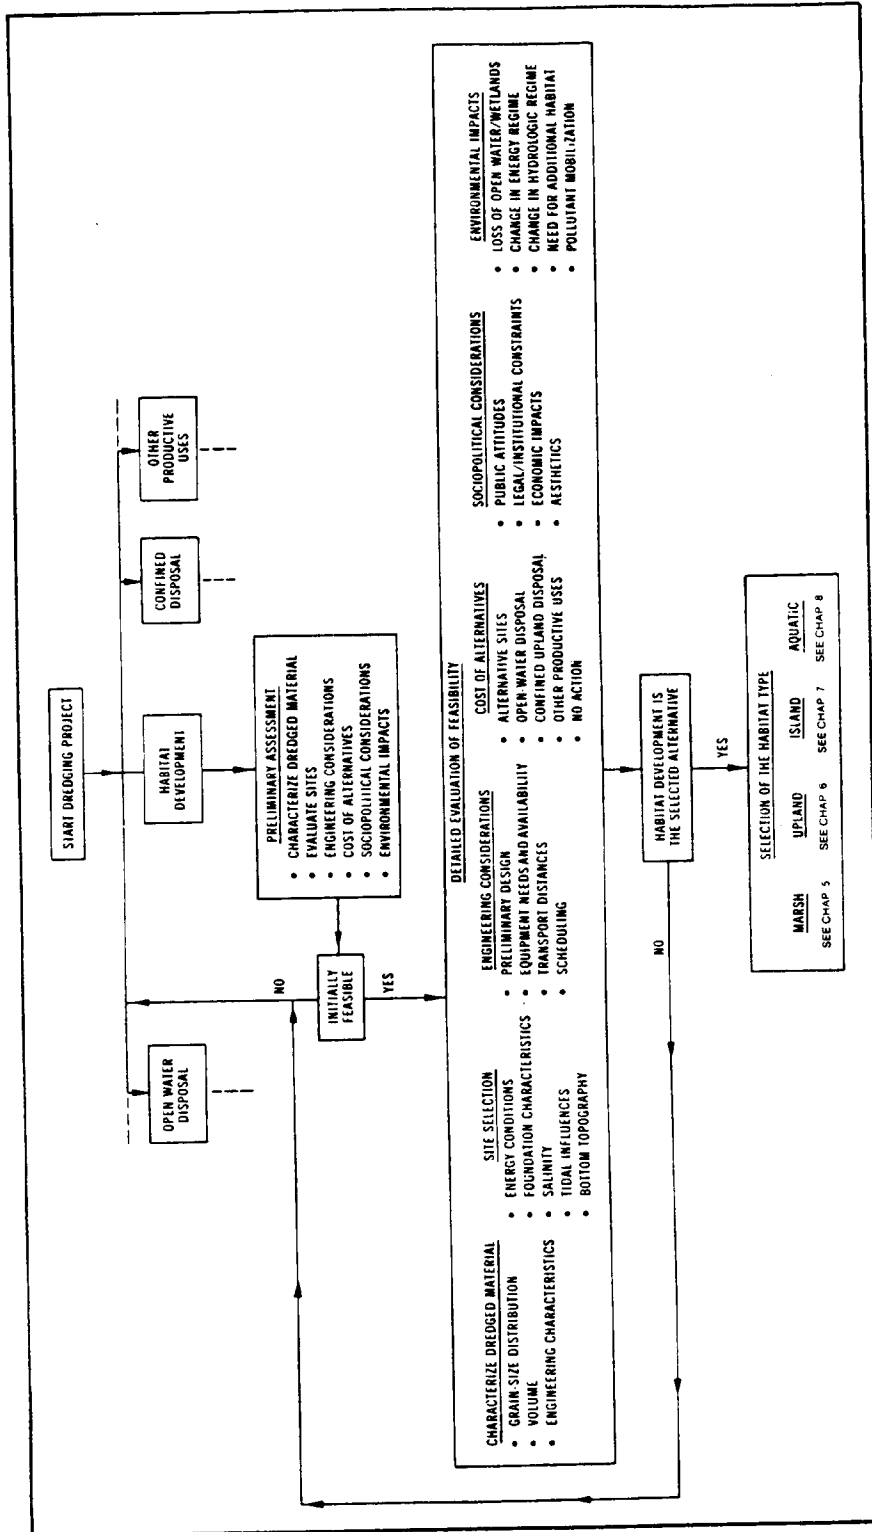 START DREDGING PROJECT
OPEN WATER
DISPOSAL
HABITAT
DEVELOPMENT
CONFINED
DISPOSAL
OTHER
PRODUCTIVE
USES
PRELIMINARY ASSESSMENT
• CHARACTERIZE DREDGED MATERIAL
• EVALUATE SITES
• ENGINEERING CONSIDERATIONS
• COST OF ALTERNATIVES
• SOCIOPOLITICAL CONSIDERATIONS
• ENVIRONMENTAL IMPACTS
INITIALLY
FEASIBLE
NO
YES
DETAILED EVALUATION OF FEASIBILITY
CHARACTERIZE DREDGED MATERIAL
• GRAIN-SIZE DISTRIBUTION
• VOLUME
• ENGINEERING CHARACTERISTICS
SITE SELECTION
• ENERGY CONDITIONS
• FOUNDATION CHARACTERISTICS
• SALINITY
• TIDAL INFLUENCES
• BOTTOM TOPOGRAPHY
ENGINEERING CONSIDERATIONS
• PRELIMINARY DESIGN
• EQUIPMENT NEEDS AND AVAILABILITY
• TRANSPORT DISTANCES
• SCHEDULING
COST OF ALTERNATIVES
• ALTERNATIVE SITES
• OPEN-WATER DISPOSAL
• CONFINED UPLAND DISPOSAL
• OTHER PRODUCTIVE USES
• NO ACTION
SOCIOPOLITICAL CONSIDERATIONS
• PUBLIC ATTITUDES
• LEGAL/INSTITUTIONAL CONSTRAINTS
• ECONOMIC IMPACTS
• AESTHETICS
ENVIRONMENTAL IMPACTS
• LOSS OF OPEN WATER/WETLANDS
• CHANGE IN ENERGY REGIME
• CHANGE IN HYDROLOGIC REGIME
• NEED FOR ADDITIONAL HABITAT
• POLLUTANT MOBILIZATION
HABITAT DEVELOPMENT IS
THE SELECTED ALTERNATIVE
NO
YES
SELECTION OF THE HABITAT TYPE
MARSH UPLAND ISLAND AQUATIC
SEE CHAP 5 SEE CHAP 6 SEE CHAP 7 SEE CHAP 8